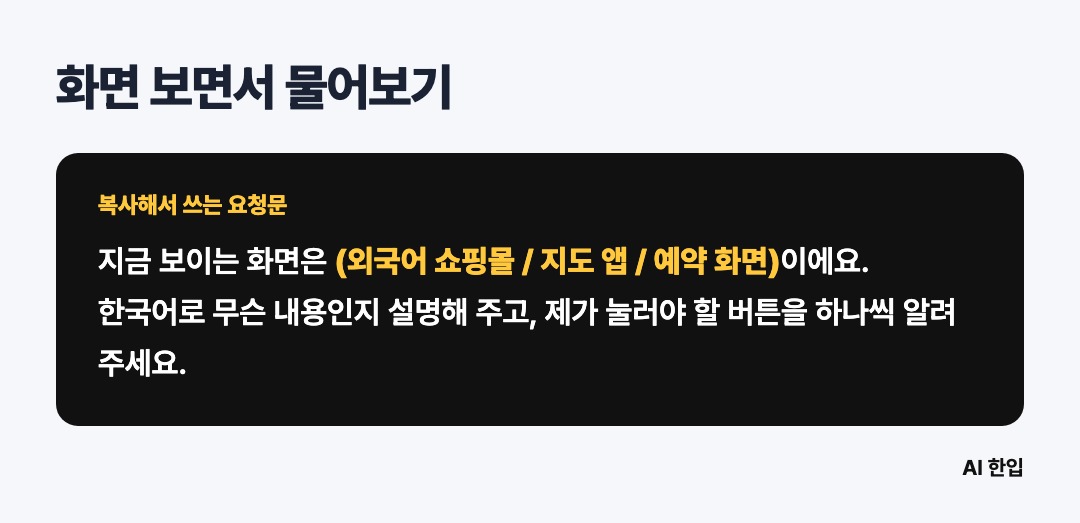 화면 보면서 물어보기
복사해서 쓰는 요청문
지금 보이는 화면은 (외국어 쇼핑몰 / 지도 앱 / 예약 화면)이에요.
한국어로 무슨 내용인지 설명해 주고, 제가 눌러야 할 버튼을 하나씩 알려
주세요.
AI 한입